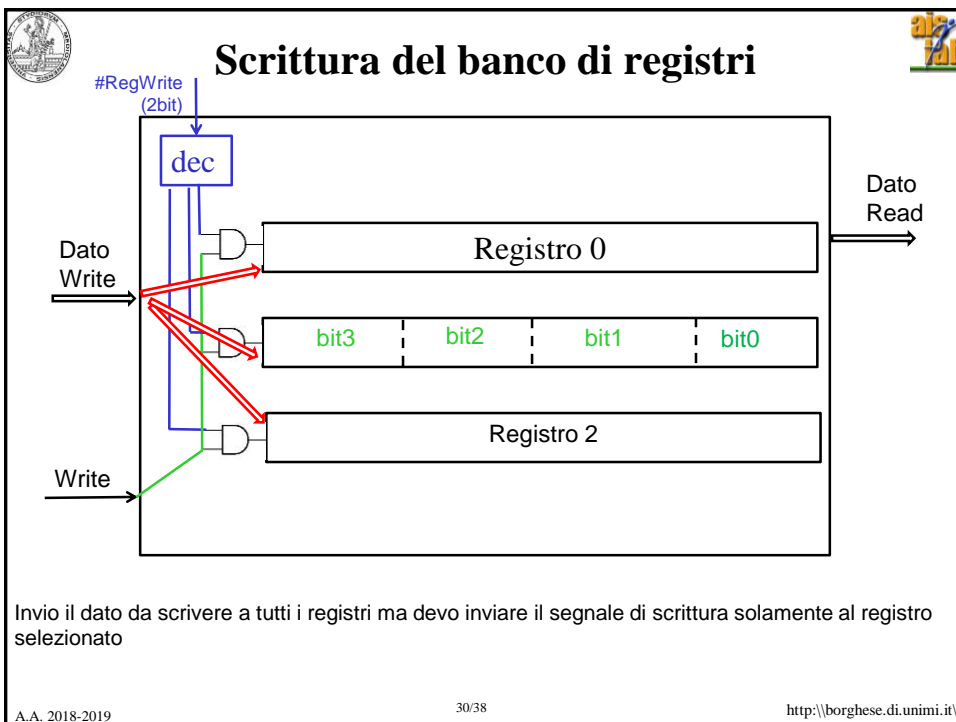 Scrittura del banco di registri
#RegWrite
(2bit)
dec
Dato
Read
Dato
Write
Registro 0
bit3 bit2 bit1 bit0
Registro 2
Write
Invio il dato da scrivere a tutti i registri ma devo inviare il segnale di scrittura solamente al registro
selezionato
A.A. 2018-2019
30/38
http:\\borghese.di.unimi.it\